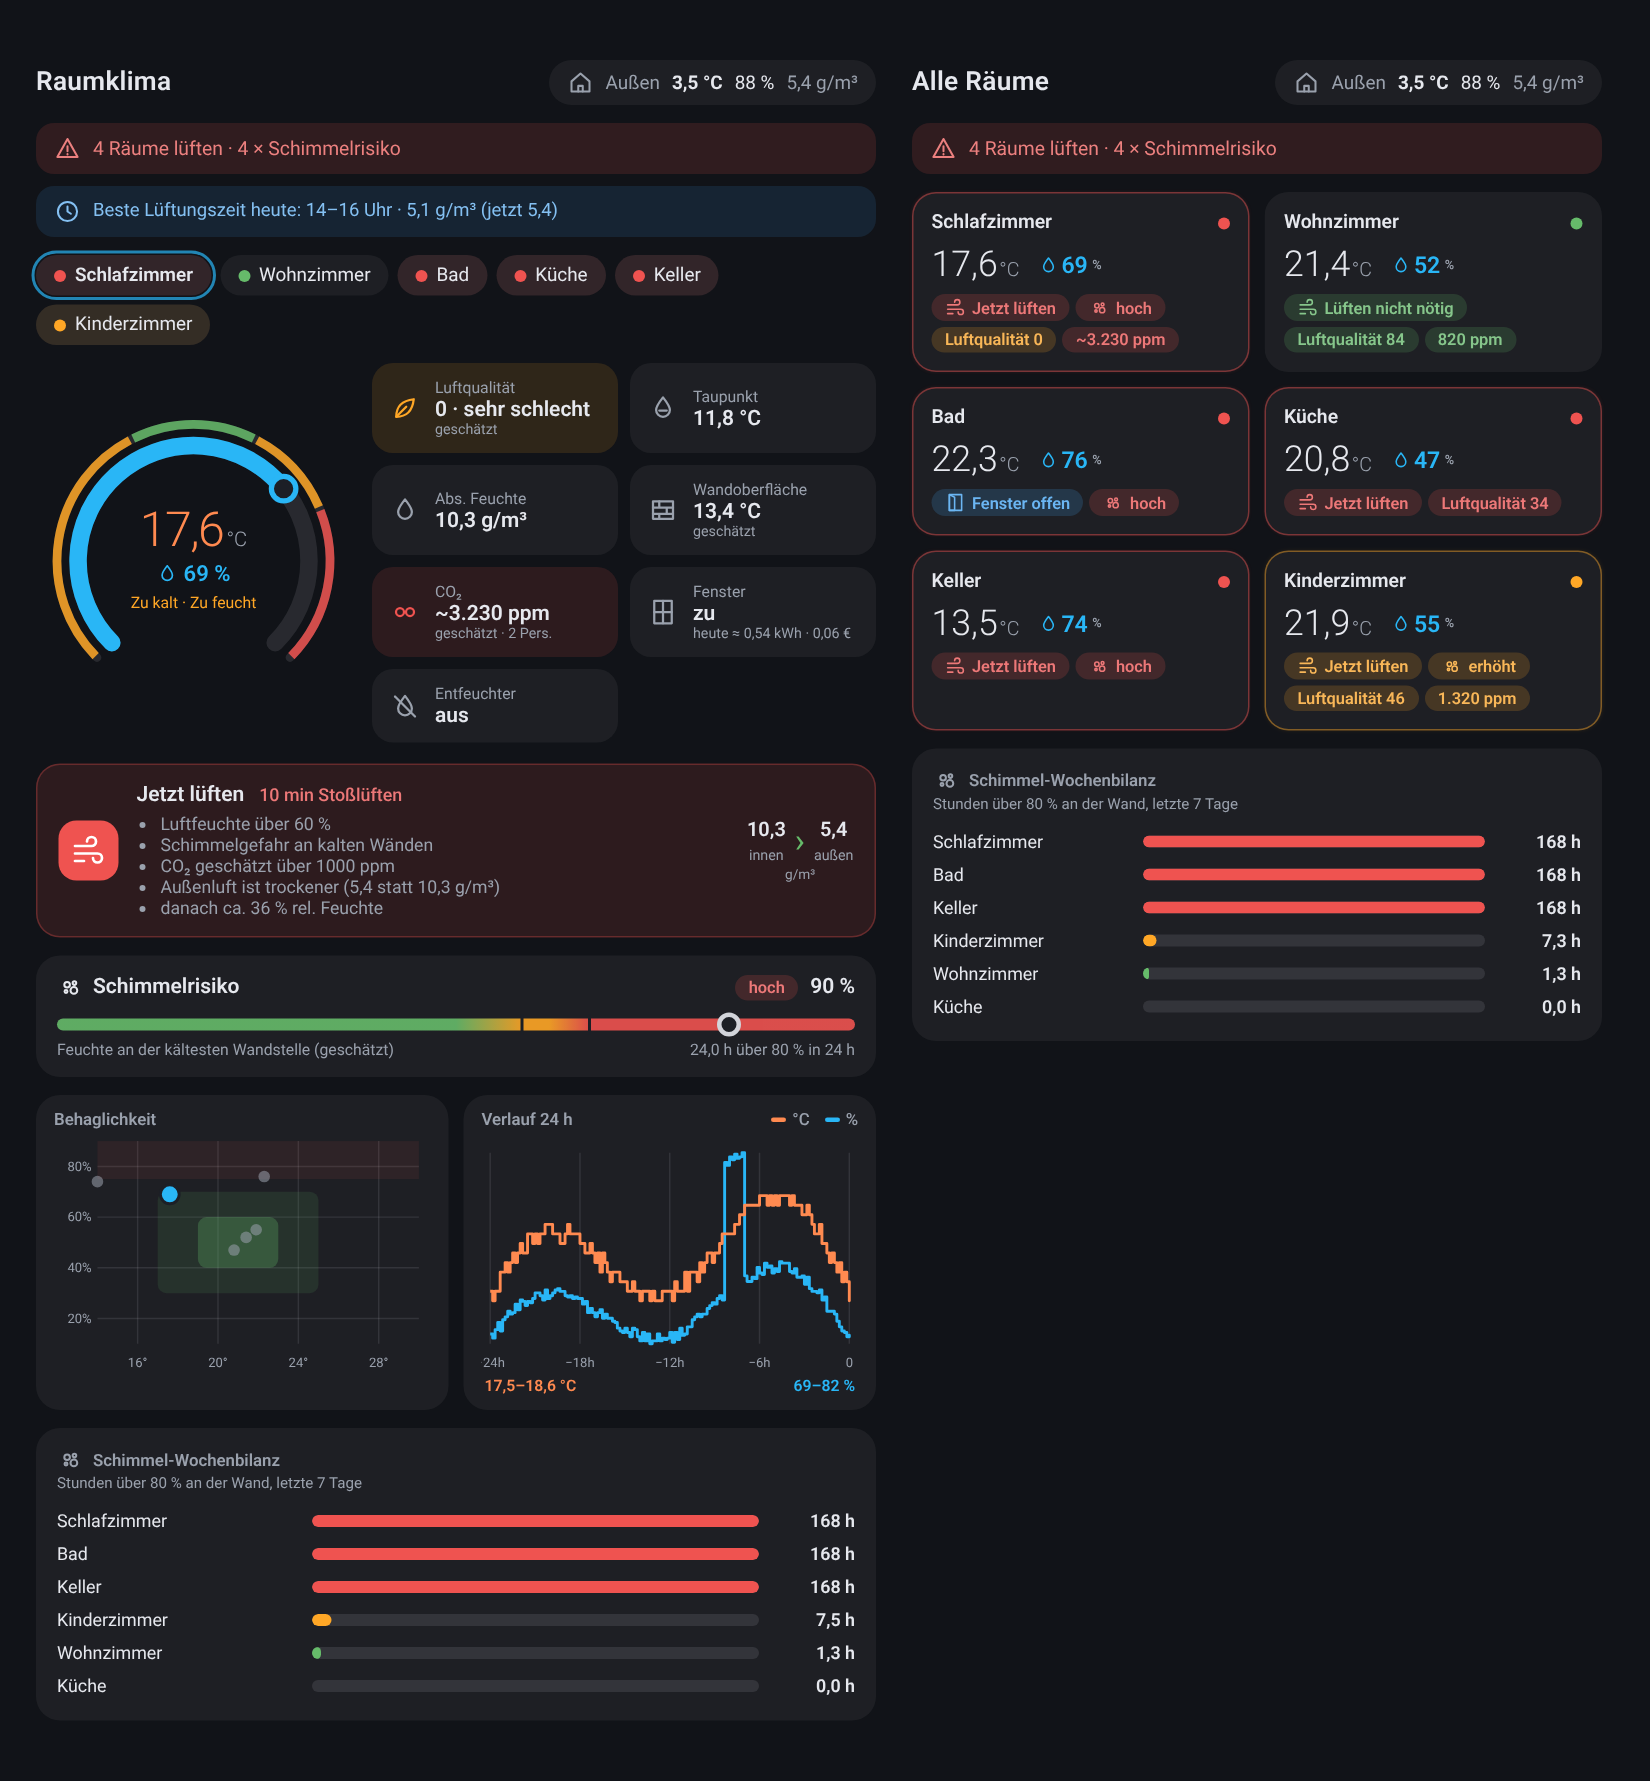 Raumklima
Außen 3,5 °C 88 % 5,4 g/m³
4 Räume lüften · 4 × Schimmelrisiko
Beste Lüftungszeit heute: 14–16 Uhr · 5,1 g/m³ (jetzt 5,4)
Schlafzimmer
Wohnzimmer
Bad
Küche
Keller
Kinderzimmer
17,6 °C
69 %
Zu kalt · Zu feucht
Luftqualität
0 · sehr schlecht
geschätzt
Taupunkt
11,8 °C
Abs. Feuchte
10,3 g/m³
Wandoberfläche
13,4 °C
geschätzt
CO₂
~3.230 ppm
geschätzt · 2 Pers.
Fenster
zu
heute ≈ 0,54 kWh · 0,06 €
Entfeuchter
aus
Jetzt lüften 10 min Stoßlüften
• Luftfeuchte über 60 %
• Schimmelgefahr an kalten Wänden
• CO₂ geschätzt über 1000 ppm
• Außenluft ist trockener (5,4 statt 10,3 g/m³)
• danach ca. 36 % rel. Feuchte
10,3 › 5,4
innen außen
g/m³
Schimmelrisiko
hoch 90 %
Feuchte an der kältesten Wandstelle (geschätzt)
24,0 h über 80 % in 24 h
Behaglichkeit
80%
60%
40%
20%
16° 20° 24° 28°
Verlauf 24 h
°C %
24h −18h −12h −6h 0
17,5–18,6 °C
69–82 %
Schimmel-Wochenbilanz
Stunden über 80 % an der Wand, letzte 7 Tage
Schlafzimmer 168 h
Bad 168 h
Keller 168 h
Kinderzimmer 7,5 h
Wohnzimmer 1,3 h
Küche 0,0 h
Alle Räume
Außen 3,5 °C 88 % 5,4 g/m³
4 Räume lüften · 4 × Schimmelrisiko
Schlafzimmer
17,6 °C 69 %
Jetzt lüften hoch
Luftqualität 0 ~3.230 ppm
Wohnzimmer
21,4 °C 52 %
Lüften nicht nötig
Luftqualität 84 820 ppm
Bad
22,3 °C 76 %
Fenster offen hoch
Küche
20,8 °C 47 %
Jetzt lüften Luftqualität 34
Keller
13,5 °C 74 %
Jetzt lüften hoch
Kinderzimmer
21,9 °C 55 %
Jetzt lüften erhöht
Luftqualität 46 1.320 ppm
Schimmel-Wochenbilanz
Stunden über 80 % an der Wand, letzte 7 Tage
Schlafzimmer 168 h
Bad 168 h
Keller 168 h
Kinderzimmer 7,3 h
Wohnzimmer 1,3 h
Küche 0,0 h